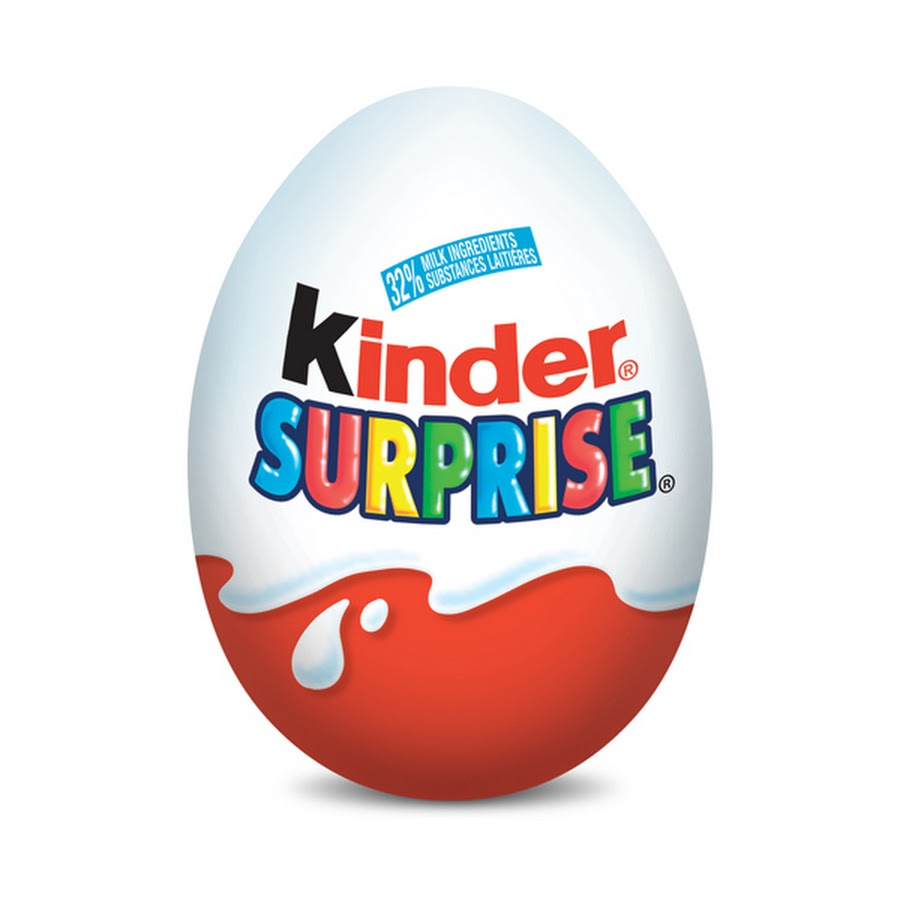 32% MILK INGREDIENTS
SUBSTANCES LAITIÈRES
kinder®
SURPRISE®